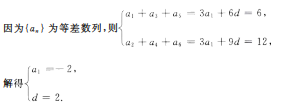 因为{aₙ}为等差数列,则{a₁+a₃+a₅=3a₁+6d=6,
a₂+a₄+a₆=3a₁+9d=12,
解得{a₁=-2,
d=2.